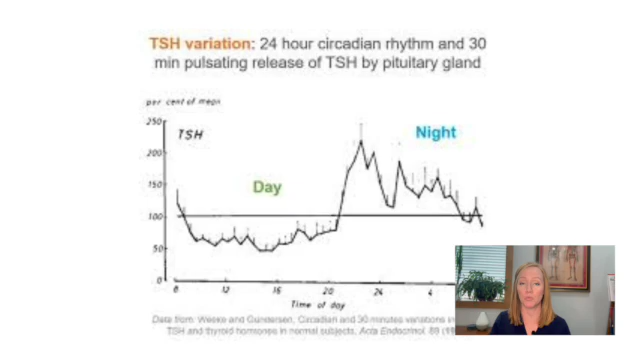 TSH variation: 24 hour circadian rhythm and 30
min pulsating release of TSH by pituitary gland
per cent of mean
250
TSH
Night
200
150
Day
100
50
0
8 12 16 20 24 4
Time of day
Data from: Weeke and Gundersen, Circadian and 30 minutes variations
TSH and thyroid hormones in normal subjects, Acta Endocrinol. 89